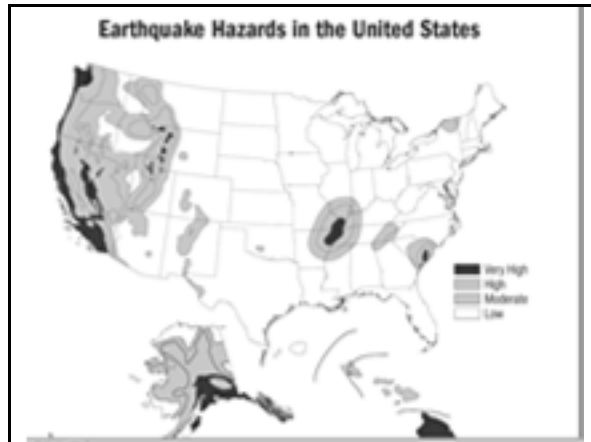 Earthquake Hazards in the United States
Very High
High
Moderate
Low